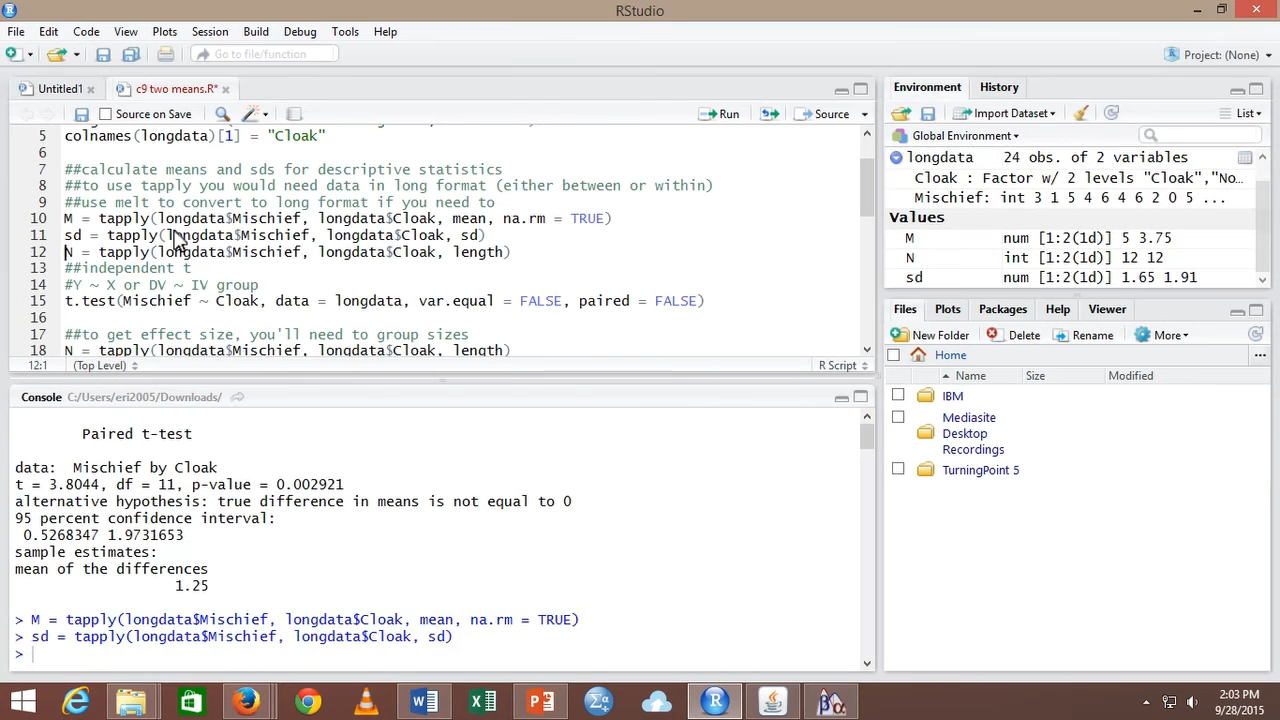 RStudio
File Edit Code View Plots Session Build Debug Tools Help
Go to file/function
Project: (None)
Untitled1
c9 two means.R*
Source on Save
Run
Source
5 colnames(longdata)[1] = "Cloak"
6
7 ##calculate means and sds for descriptive statistics
8 ##to use tapply you would need data in long format (either between or within)
9 ##use melt to convert to long format if you need to
10 M = tapply(longdata$Mischief, longdata$Cloak, mean, na.rm = TRUE)
11 sd = tapply(longdata$Mischief, longdata$Cloak, sd)
12 N = tapply(longdata$Mischief, longdata$Cloak, length)
13 ##independent t
14 #Y ~ X or DV ~ IV group
15 t.test(Mischief ~ Cloak, data = longdata, var.equal = FALSE, paired = FALSE)
16
17 ##to get effect size, you'll need to group sizes
18 N = tapply(longdata$Mischief, longdata$Cloak, length)
12:1 (Top Level) R Script
Console C:/Users/eri2005/Downloads/
Paired t-test
data: Mischief by Cloak
t = 3.8044, df = 11, p-value = 0.002921
alternative hypothesis: true difference in means is not equal to 0
95 percent confidence interval:
0.5268347 1.9731653
sample estimates:
mean of the differences
1.25
> M = tapply(longdata$Mischief, longdata$Cloak, mean, na.rm = TRUE)
> sd = tapply(longdata$Mischief, longdata$Cloak, sd)
>
Environment History
Import Dataset List
Global Environment
longdata 24 obs. of 2 variables
Cloak : Factor w/ 2 levels "Cloak","No…
Mischief: int 3 1 5 4 6 4 6 2 0 5 ...
Values
M num [1:2(1d)] 5 3.75
N int [1:2(1d)] 12 12
sd num [1:2(1d)] 1.65 1.91
Files Plots Packages Help Viewer
New Folder Delete Rename More
Home
Name Size Modified
IBM
Mediasite
Desktop
Recordings
TurningPoint 5
2:03 PM
9/28/2015